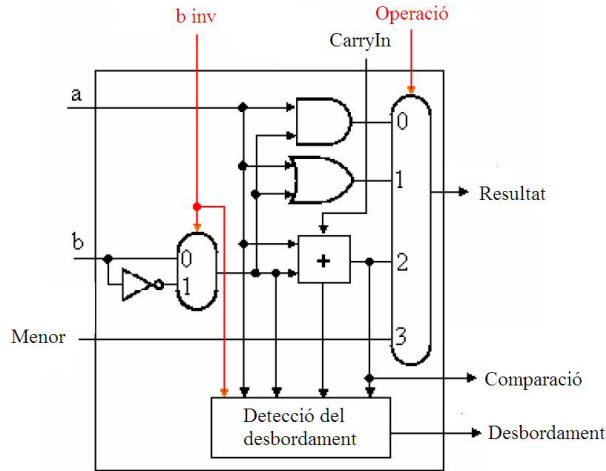 b inv
Operació
CarryIn
a
0
1
Resultat
b
0
+
2
1
Menor
3
Comparació
Detecció del
desbordament
Desbordament